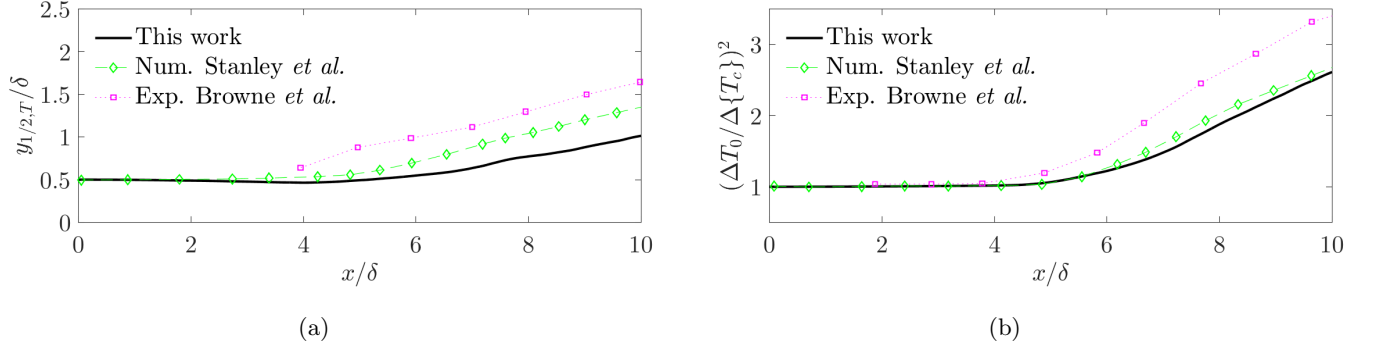 2.5
2
1.5
1
0.5
0
0 2 4 6 8 10
y1/2,T/δ
x/δ
This work
Num. Stanley et al.
Exp. Browne et al.
(a)
3
2
1
0 2 4 6 8 10
(ΔT0/Δ{Tc})2
x/δ
This work
Num. Stanley et al.
Exp. Browne et al.
(b)